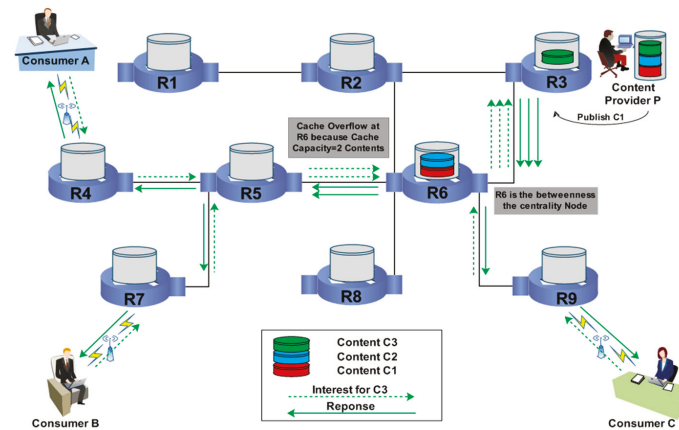 Consumer A
R1
R2
R3
Content
Provider P
Publish C1
Cache Overflow at
R6 because Cache
Capacity=2 Contents
R4
R5
R6
R6 is the betweenness
the centrality Node
R7
R8
R9
Content C3
Content C2
Content C1
Interest for C3
Reponse
Consumer B
Consumer C